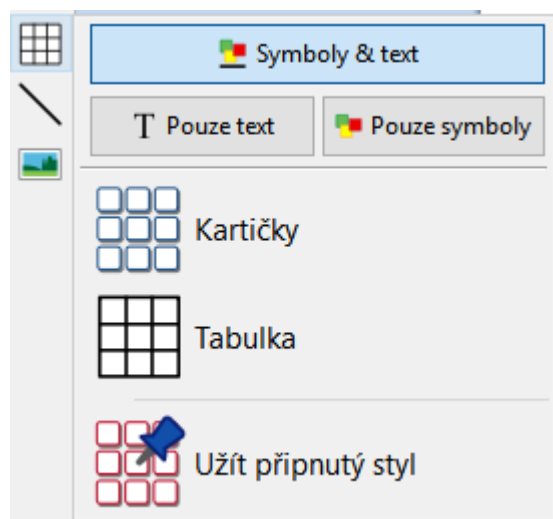 Symboly & text
T Pouze text Pouze symboly
Kartičky
Tabulka
Užít připnutý styl